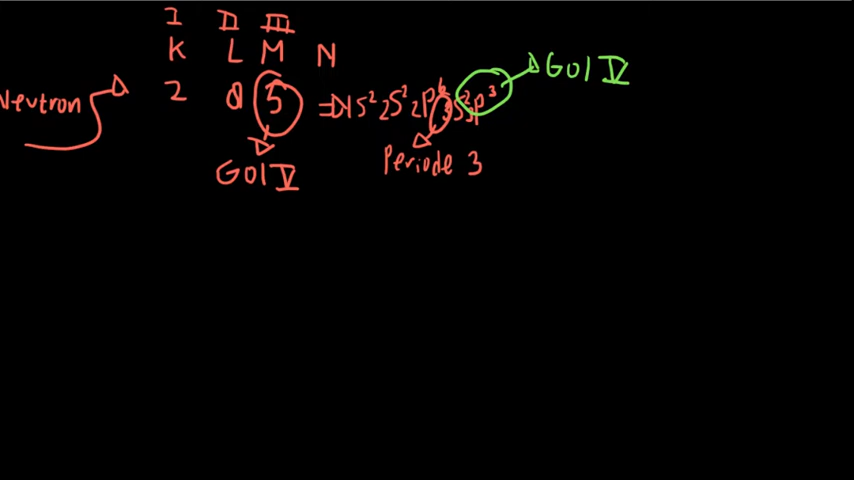 I II III
K L M N
Neutron 2 8 5 ⇒ 1s² 2s² 2p⁶ 3s² 3p³ Gol V
Gol V Periode 3